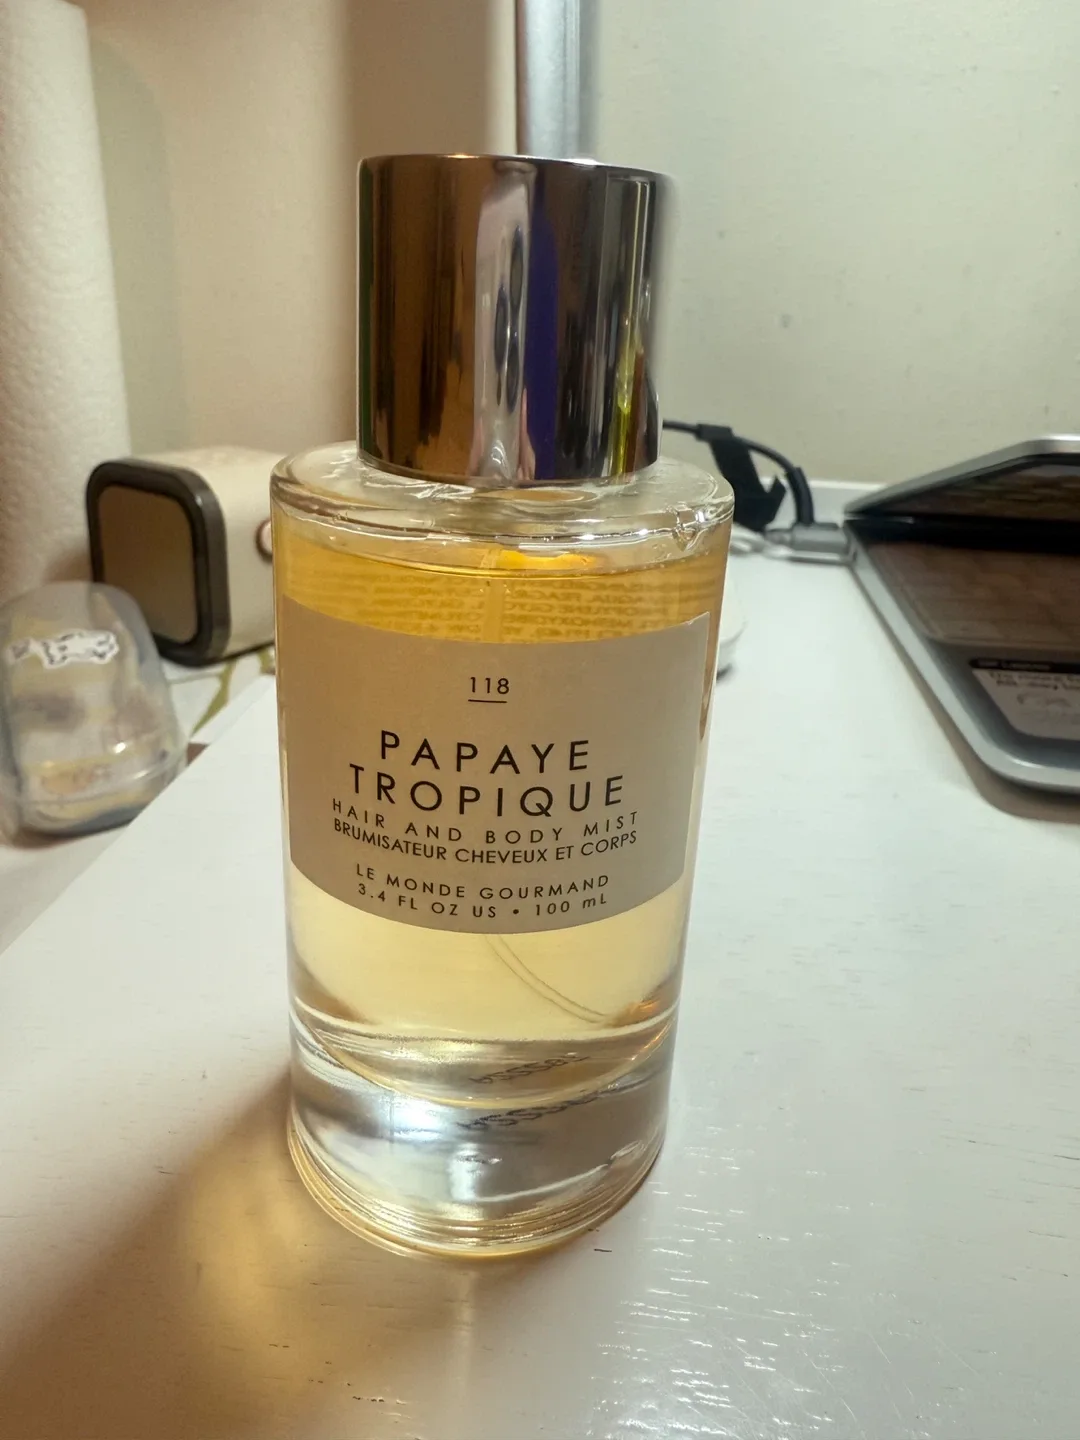 118
PAPAYE
TROPIQUE
HAIR AND BODY MIST
BRUMISATEUR CHEVEUX ET CORPS
LE MONDE GOURMAND
3.4 FL OZ US • 100 mL